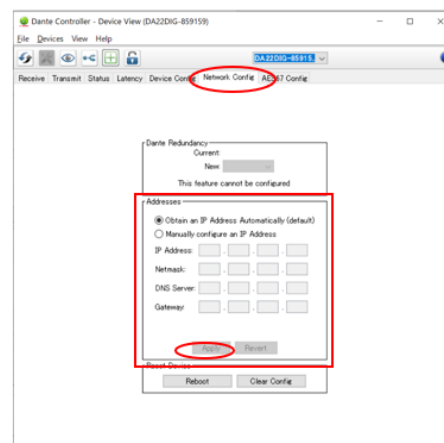 Dante Controller - Device View (DA22DIG-859159)
File Devices View Help
DA22DIG-85915.
Receive Transmit Status Latency Device Config Network Config AES67 Config
Dante Redundancy
Current:
New:
This feature cannot be configured
Addresses
Obtain an IP Address Automatically (default)
Manually configure an IP Address
IP Address:
Netmask:
DNS Server:
Gateway:
Apply Revert
Reset Device
Reboot Clear Config